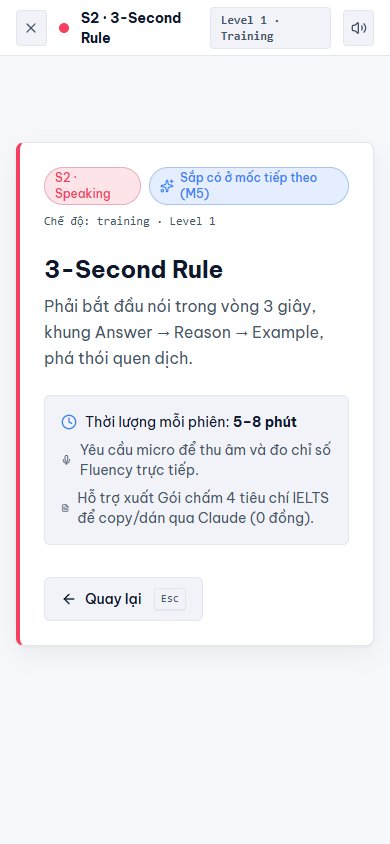 S2 · 3-Second
Rule
Level 1 ·
Training
S2 ·
Speaking
Sắp có ở mốc tiếp theo
(M5)
Chế độ: training · Level 1
3-Second Rule
Phải bắt đầu nói trong vòng 3 giây,
khung Answer → Reason → Example,
phá thói quen dịch.
Thời lượng mỗi phiên: 5–8 phút
Yêu cầu micro để thu âm và đo chỉ số
Fluency trực tiếp.
Hỗ trợ xuất Gói chấm 4 tiêu chí IELTS
để copy/dán qua Claude (0 đồng).
← Quay lại Esc